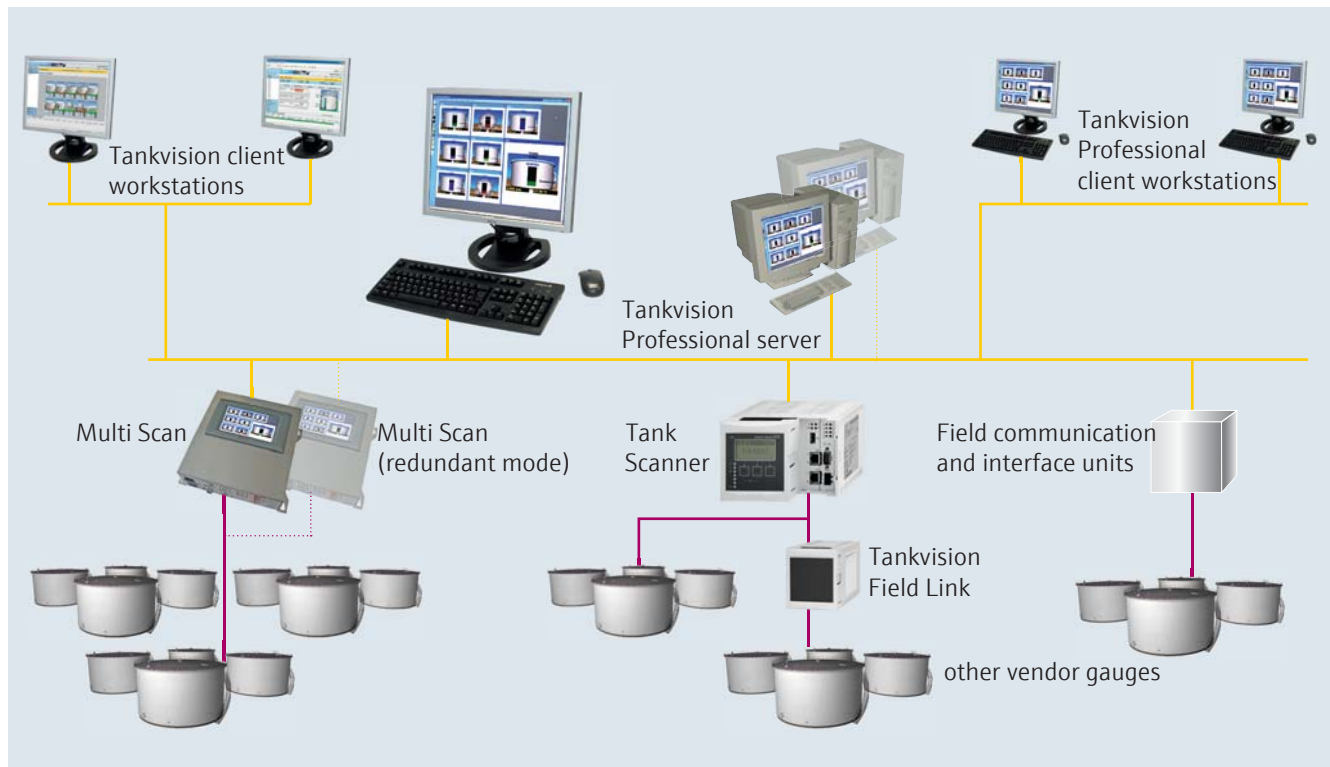 Tankvision client
workstations
Tankvision
Professional
client workstations
Tankvision
Professional server
Multi Scan
Multi Scan
(redundant mode)
Tank
Scanner
Field communication
and interface units
Tankvision
Field Link
other vendor gauges